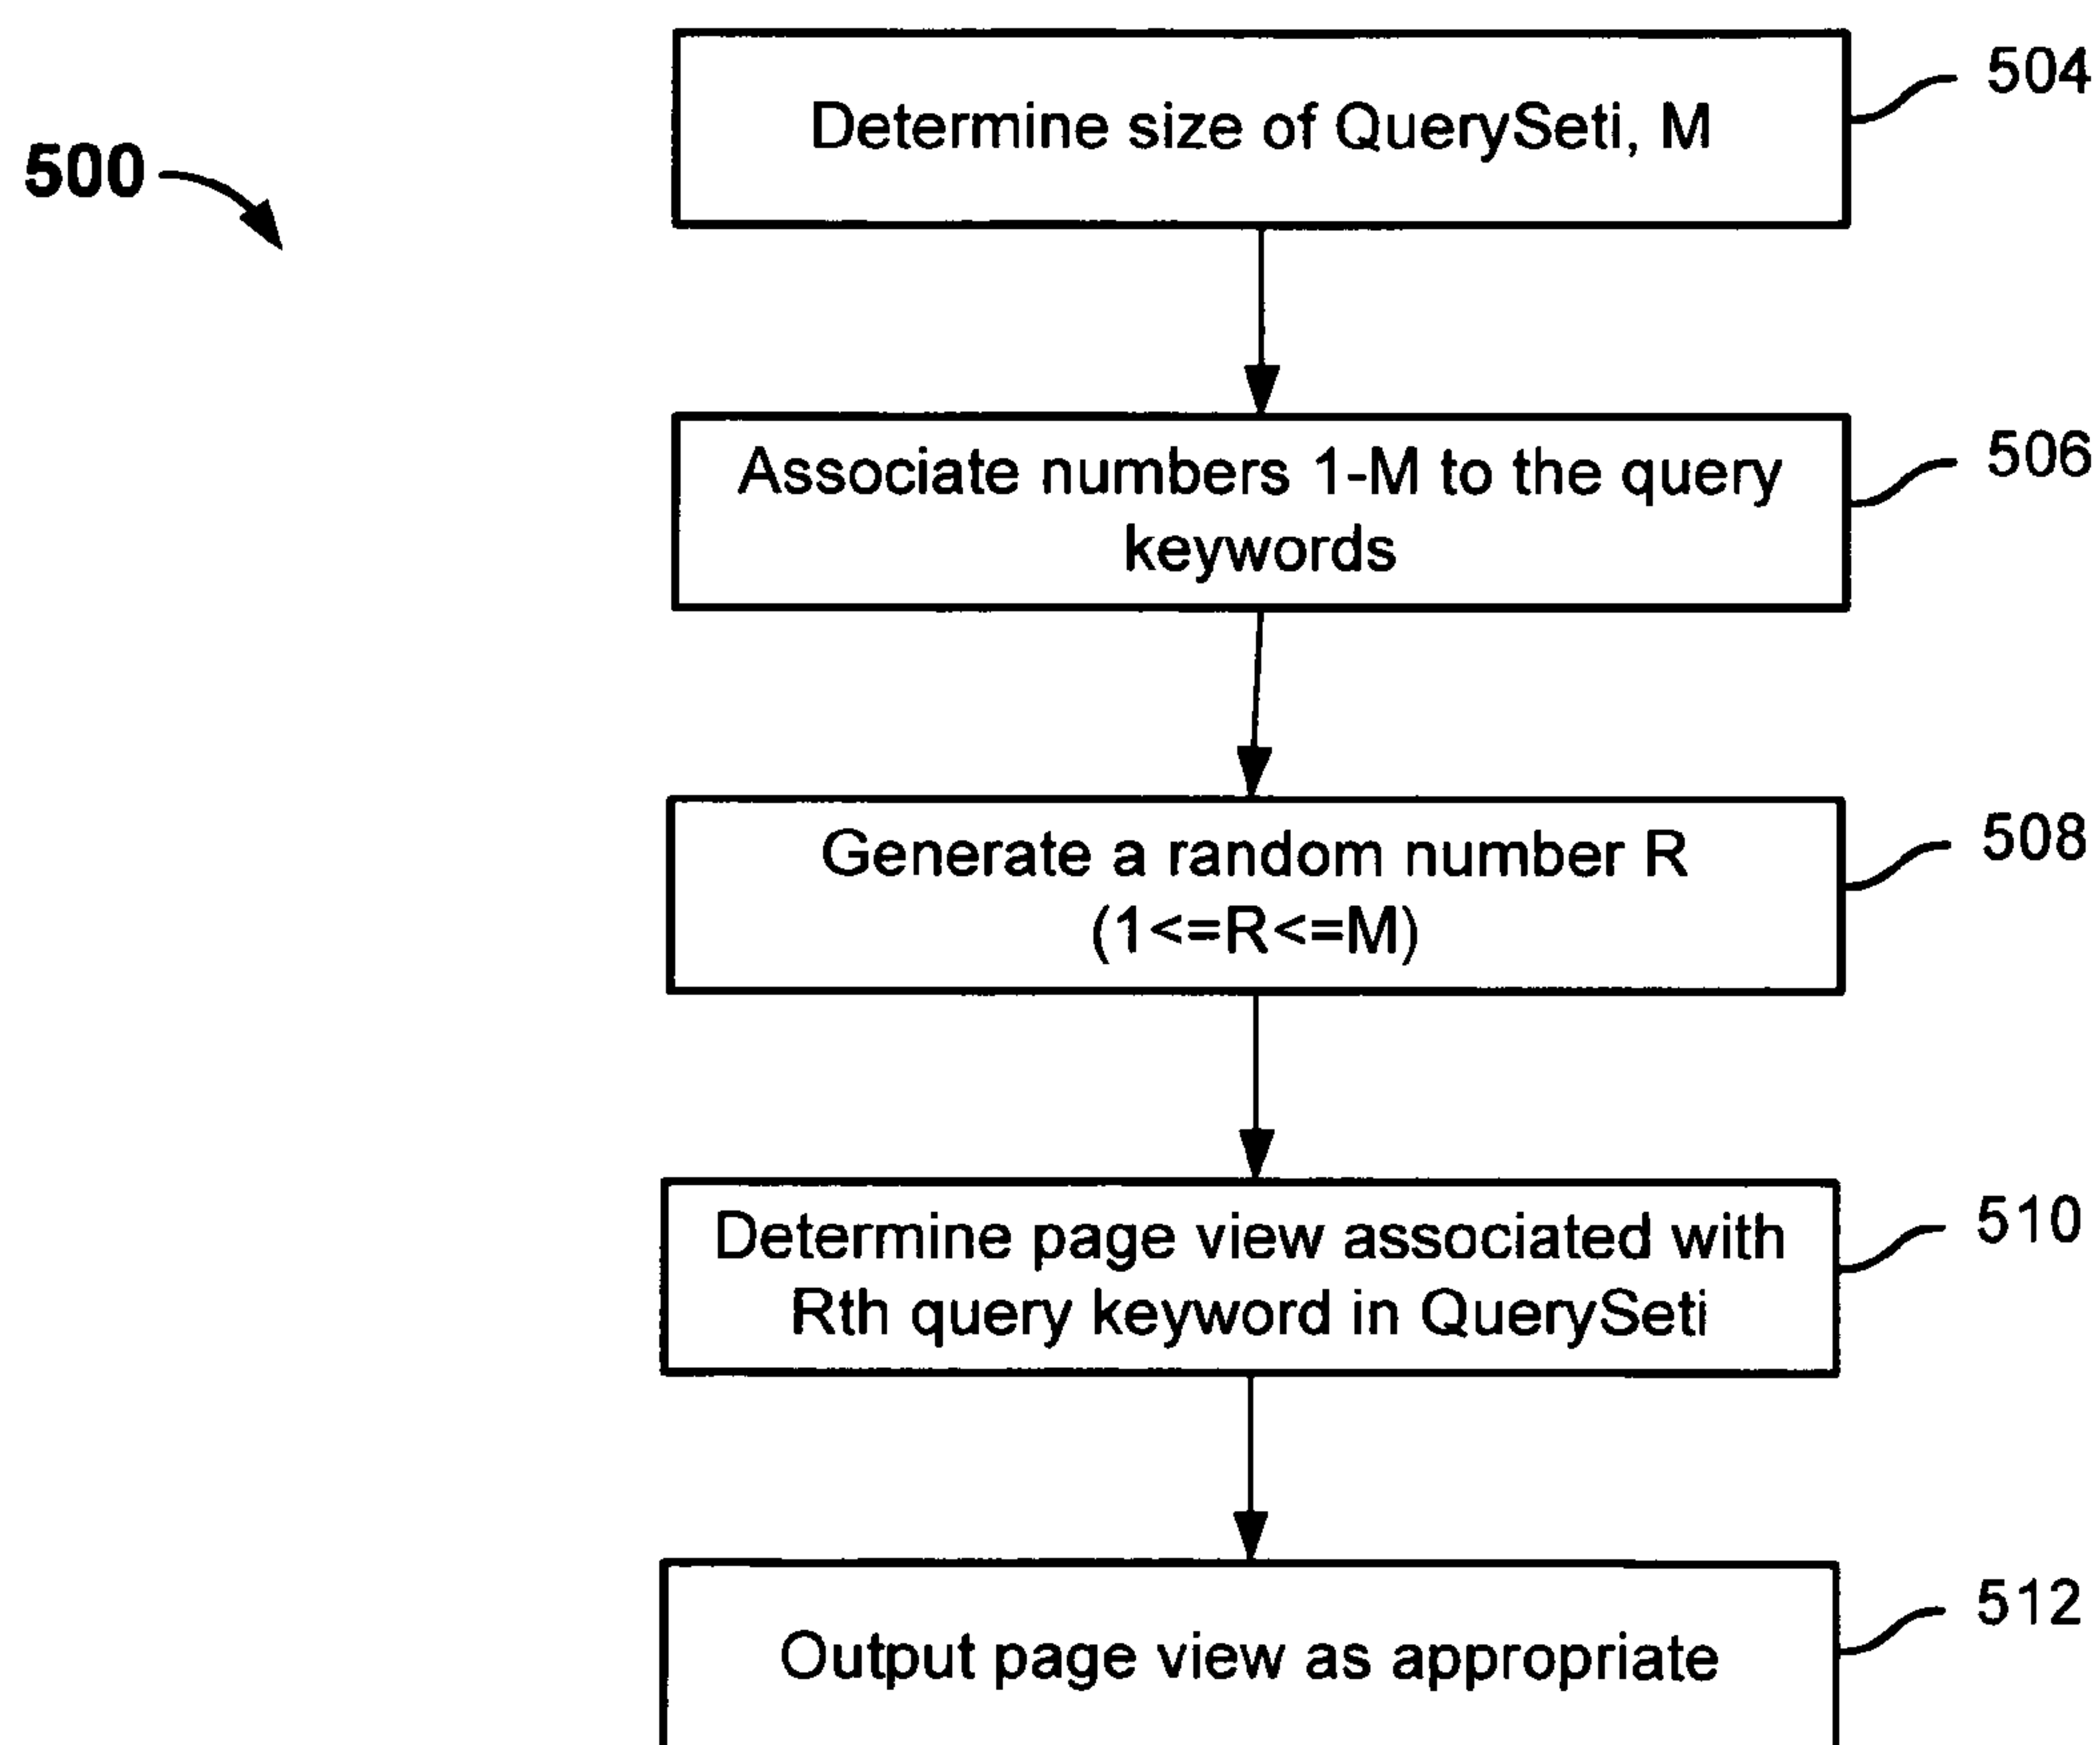 504
Determine size of QuerySeti, M
500
506
Associate numbers 1-M to the query
keywords
508
Generate a random number R
(1<=R<=M)
510
Determine page view associated with
Rth query keyword in QuerySeti
512
Output page view as appropriate